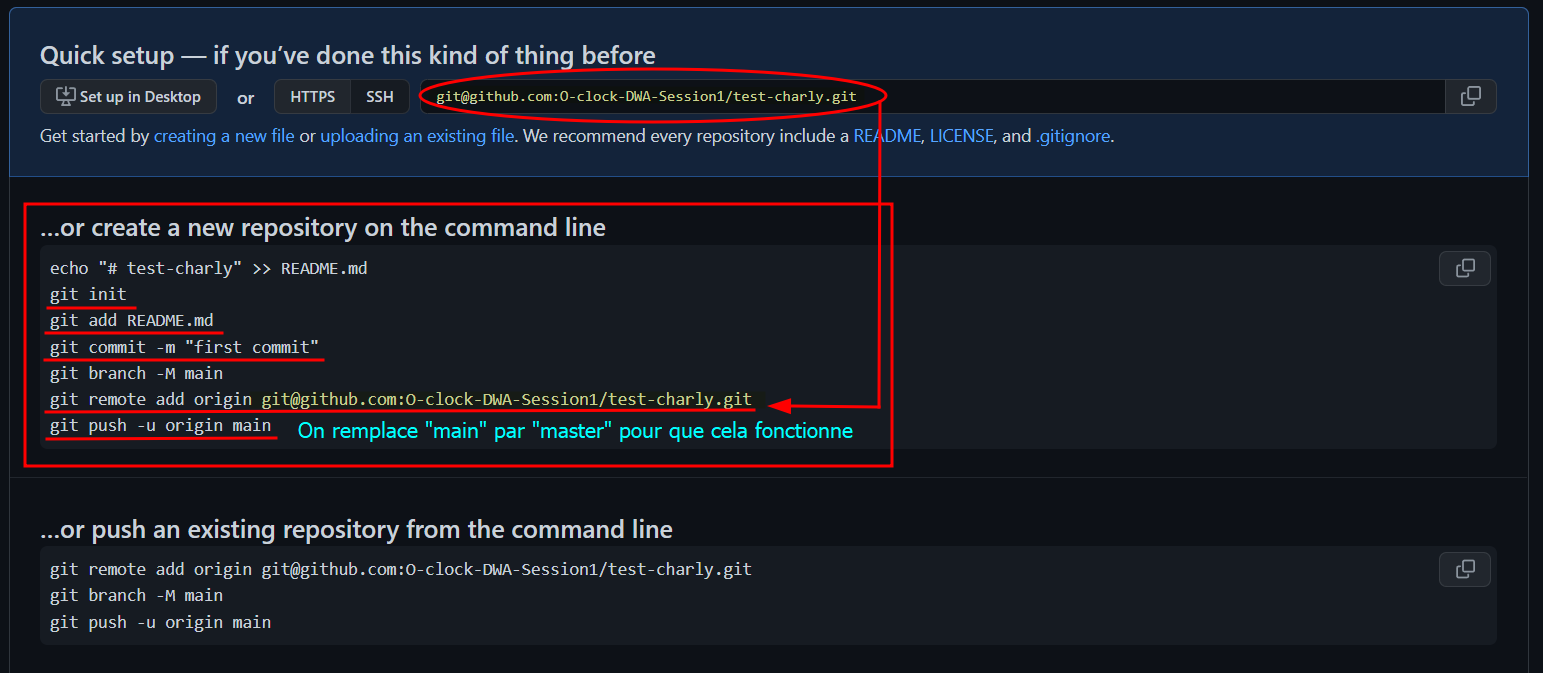 Quick setup — if you’ve done this kind of thing before
Set up in Desktop or HTTPS SSH git@github.com:O-clock-DWA-Session1/test-charly.git
Get started by creating a new file or uploading an existing file. We recommend every repository include a README, LICENSE, and .gitignore.
...or create a new repository on the command line
echo "# test-charly" >> README.md
git init
git add README.md
git commit -m "first commit"
git branch -M main
git remote add origin git@github.com:O-clock-DWA-Session1/test-charly.git
git push -u origin main On remplace "main" par "master" pour que cela fonctionne
...or push an existing repository from the command line
git remote add origin git@github.com:O-clock-DWA-Session1/test-charly.git
git branch -M main
git push -u origin main